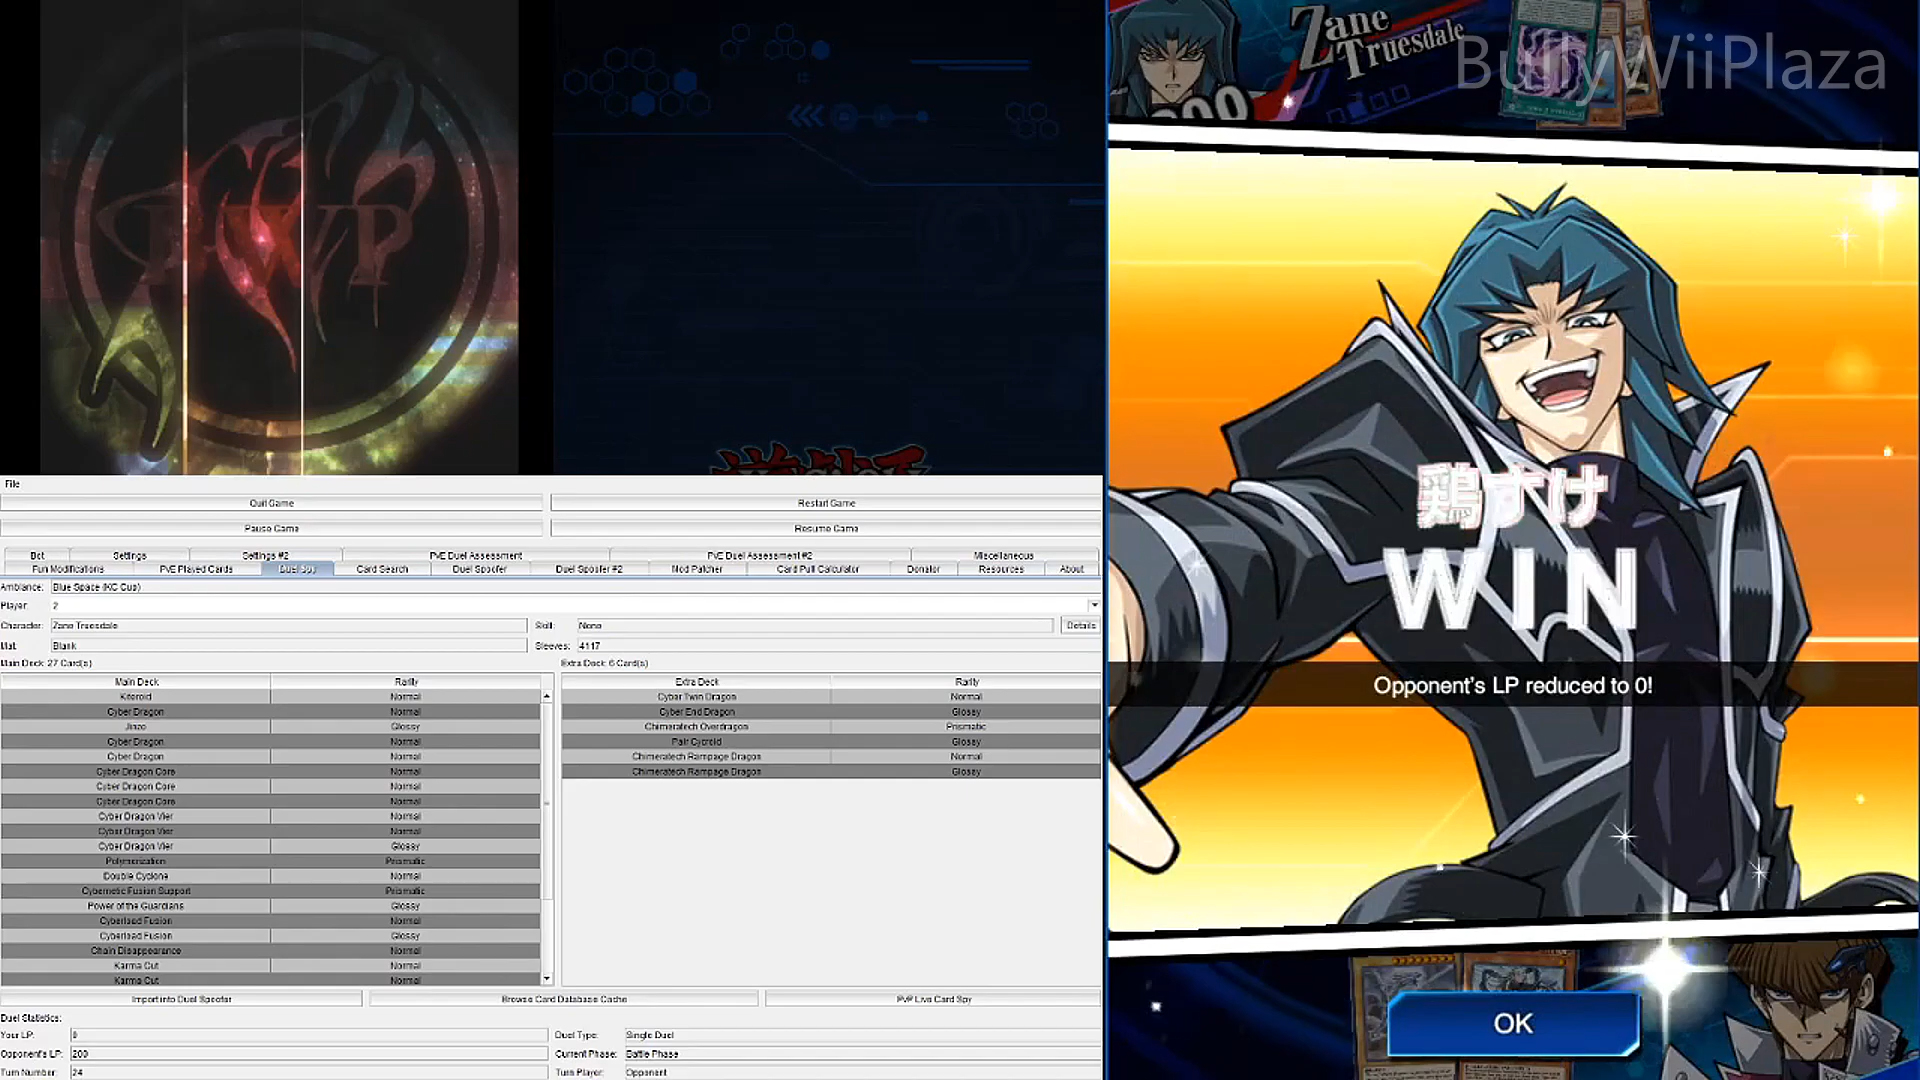 PWP
Zane
Truesdale
BullyWiiPlaza
200
File
Quit Game
Restart Game
Pause Game
Resume Game
Bot
Settings
Settings #2
PvE Duel Assessment
PvE Duel Assessment #2
Miscellaneous
Fun Modifications
PvE Played Cards
Duel Spy
Card Search
Duel Spoofer
Duel Spoofer #2
Mod Patcher
Card Pull Calculator
Donator
Resources
About
Ambiance: Blue Space (KC Cup)
Player: 2
Character: Zane Truesdale
Skill: None
Details
Mat: Blank
Sleeves: 4117
Main Deck: 27 Card(s)
Extra Deck: 6 Card(s)
Main Deck Rarity
Kiteroid Normal
Cyber Dragon Normal
Jinzo Glossy
Cyber Dragon Normal
Cyber Dragon Normal
Cyber Dragon Core Normal
Cyber Dragon Core Normal
Cyber Dragon Core Normal
Cyber Dragon Vier Normal
Cyber Dragon Vier Normal
Cyber Dragon Vier Glossy
Polymerization Prismatic
Double Cyclone Normal
Cybernetic Fusion Support Prismatic
Power of the Guardians Glossy
Cyberload Fusion Normal
Cyberload Fusion Glossy
Chain Disappearance Normal
Karma Cut Normal
Karma Cut Normal
Extra Deck Rarity
Cyber Twin Dragon Normal
Cyber End Dragon Glossy
Chimeratech Overdragon Prismatic
Pair Cycroid Glossy
Chimeratech Rampage Dragon Normal
Chimeratech Rampage Dragon Glossy
Import into Duel Spoofer
Browse Card Database Cache
PvP Live Card Spy
Duel Statistics:
Your LP: 0
Duel Type: Single Duel
Opponent's LP: 200
Current Phase: Battle Phase
Turn Number: 24
Turn Player: Opponent
鶏すけ
WIN
Opponent's LP reduced to 0!
OK